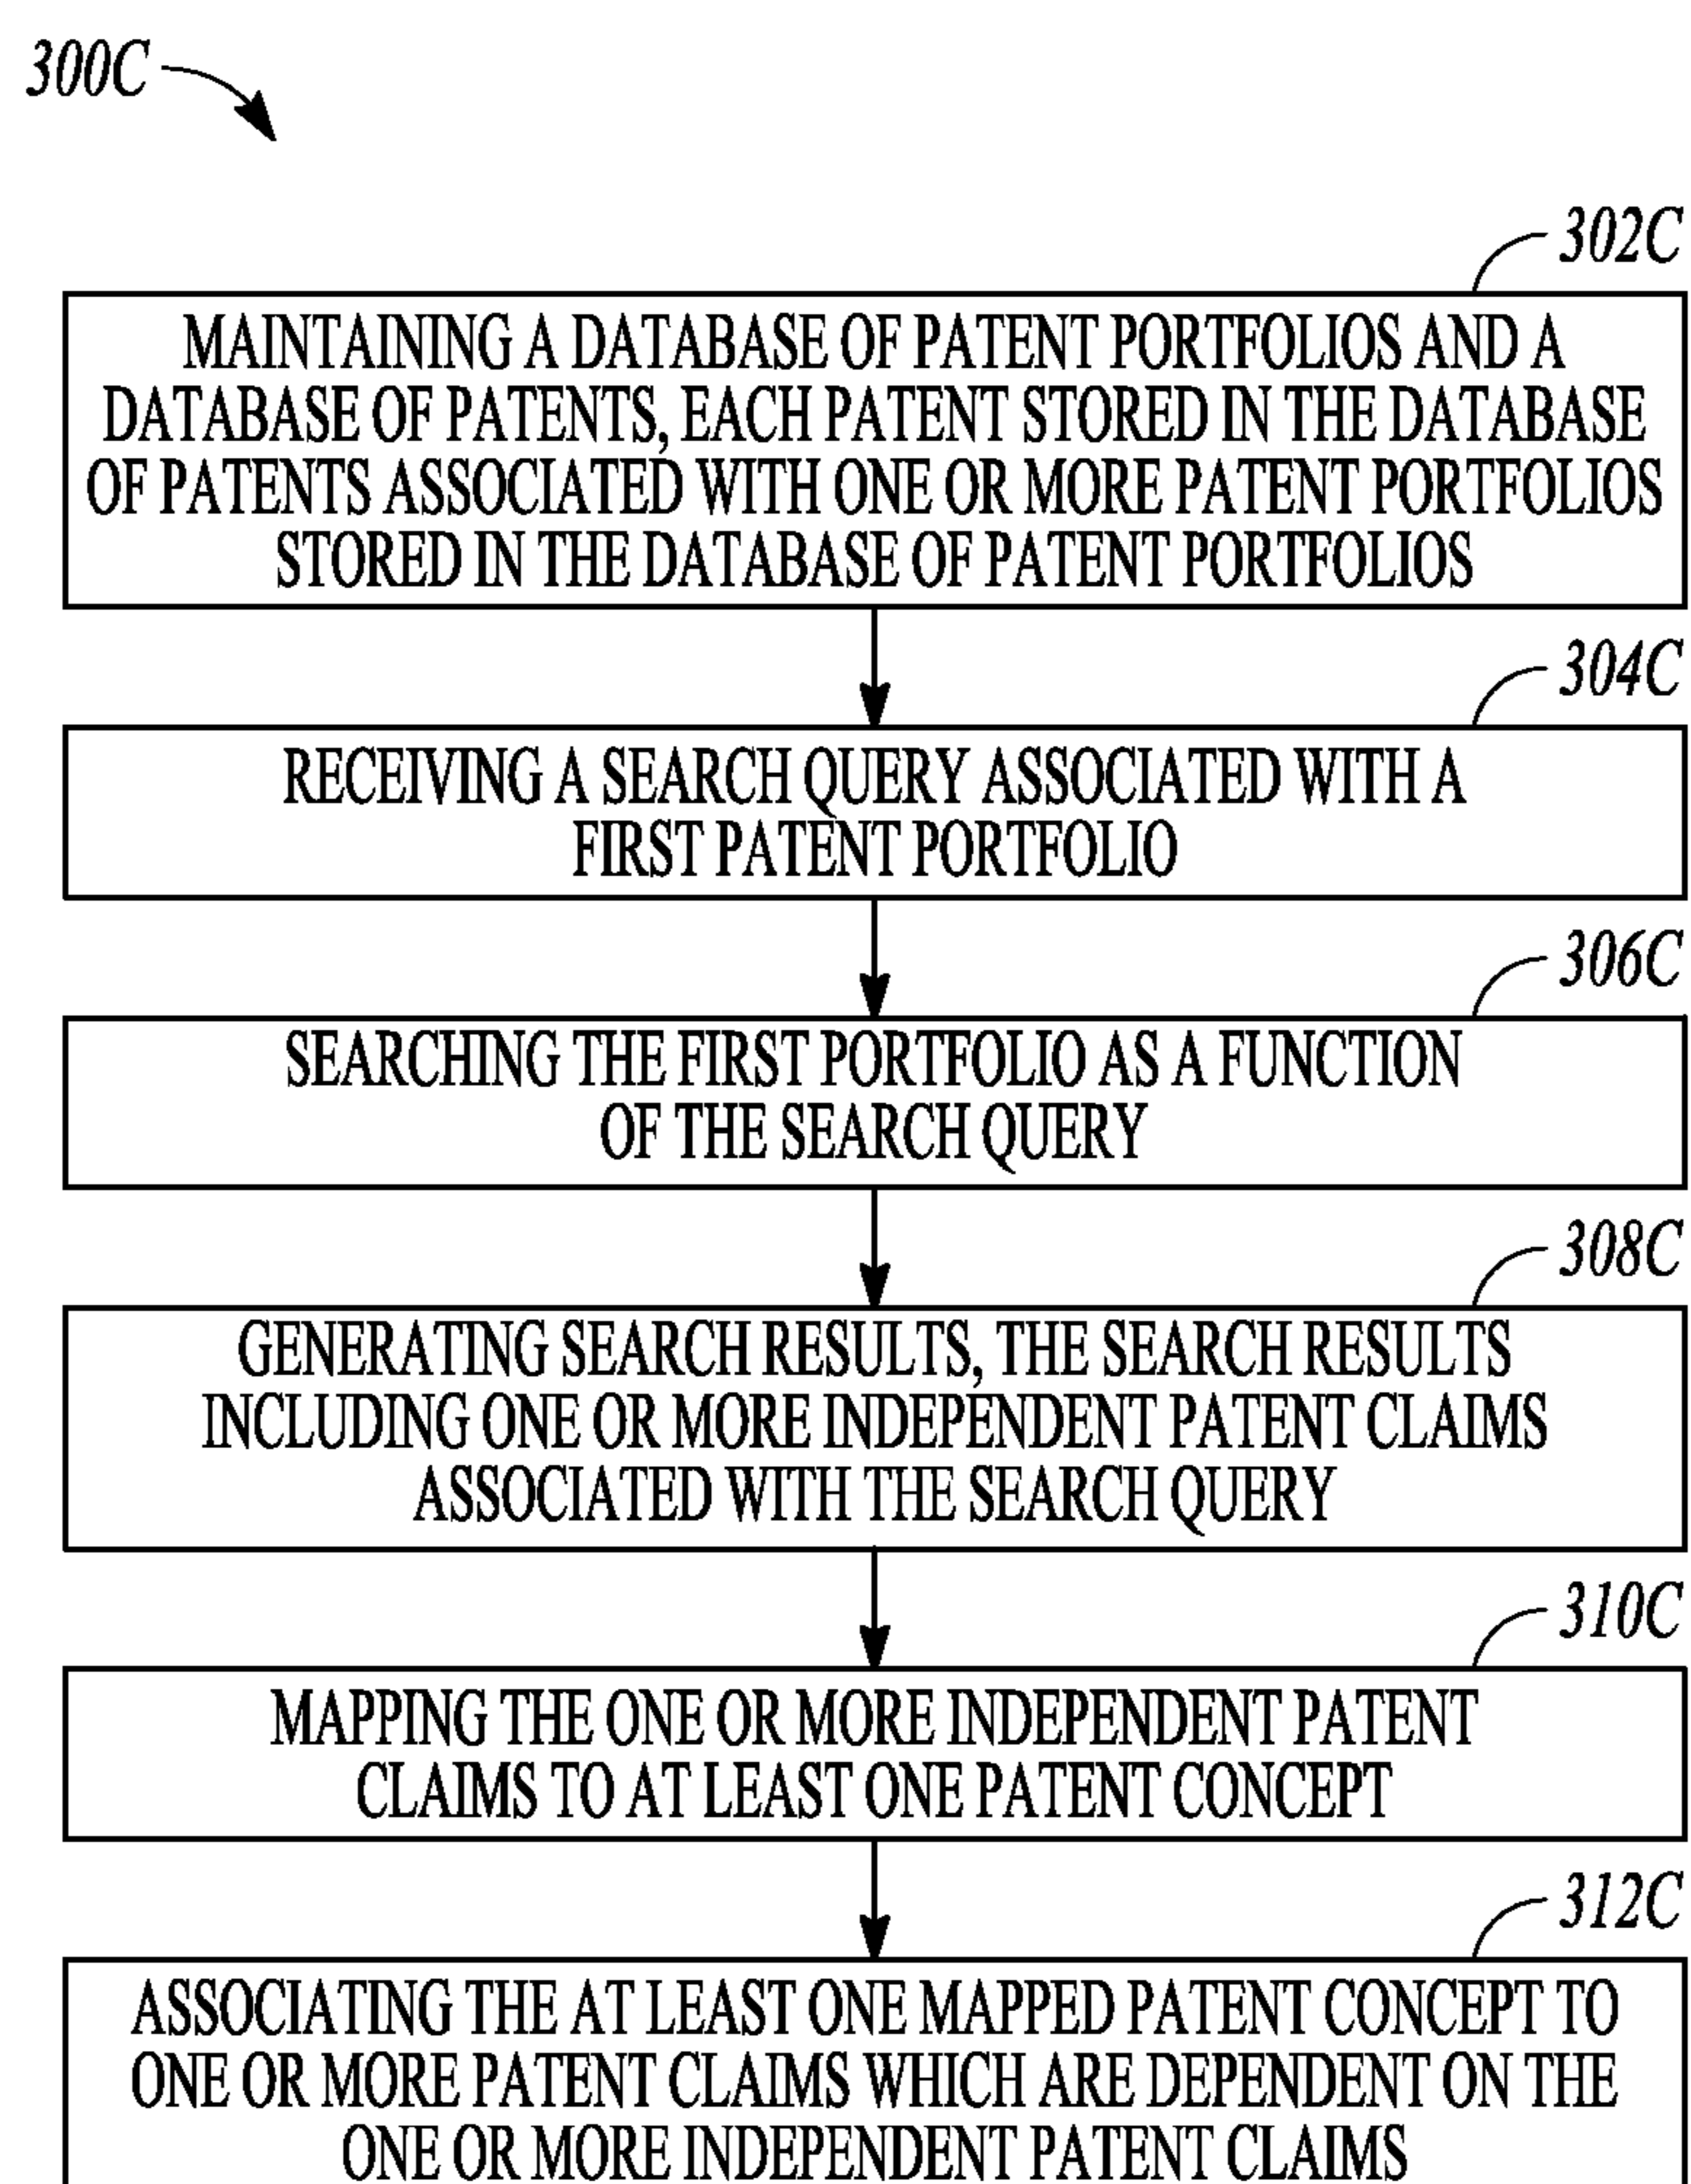 300C
302C
MAINTAINING A DATABASE OF PATENT PORTFOLIOS AND A
DATABASE OF PATENTS, EACH PATENT STORED IN THE DATABASE
OF PATENTS ASSOCIATED WITH ONE OR MORE PATENT PORTFOLIOS
STORED IN THE DATABASE OF PATENT PORTFOLIOS
304C
RECEIVING A SEARCH QUERY ASSOCIATED WITH A
FIRST PATENT PORTFOLIO
306C
SEARCHING THE FIRST PORTFOLIO AS A FUNCTION
OF THE SEARCH QUERY
308C
GENERATING SEARCH RESULTS, THE SEARCH RESULTS
INCLUDING ONE OR MORE INDEPENDENT PATENT CLAIMS
ASSOCIATED WITH THE SEARCH QUERY
310C
MAPPING THE ONE OR MORE INDEPENDENT PATENT
CLAIMS TO AT LEAST ONE PATENT CONCEPT
312C
ASSOCIATING THE AT LEAST ONE MAPPED PATENT CONCEPT TO
ONE OR MORE PATENT CLAIMS WHICH ARE DEPENDENT ON THE
ONE OR MORE INDEPENDENT PATENT CLAIMS